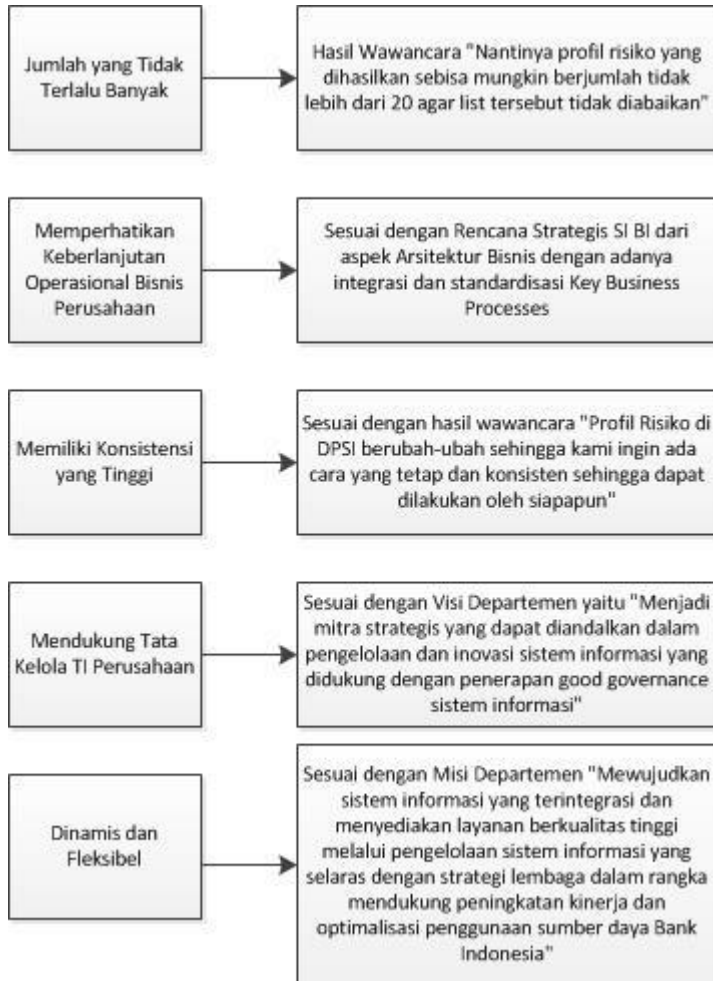 Jumlah yang Tidak
Terlalu Banyak
Hasil Wawancara "Nantinya profil risiko yang
dihasilkan sebisa mungkin berjumlah tidak
lebih dari 20 agar list tersebut tidak diabaikan"
Memperhatikan
Keberlanjutan
Operasional Bisnis
Perusahaan
Sesuai dengan Rencana Strategis SI BI dari
aspek Arsitektur Bisnis dengan adanya
integrasi dan standardisasi Key Business
Processes
Memiliki Konsistensi
yang Tinggi
Sesuai dengan hasil wawancara "Profil Risiko di
DPSI berubah-ubah sehingga kami ingin ada
cara yang tetap dan konsisten sehingga dapat
dilakukan oleh siapapun"
Mendukung Tata
Kelola TI Perusahaan
Sesuai dengan Visi Departemen yaitu "Menjadi
mitra strategis yang dapat diandalkan dalam
pengelolaan dan inovasi sistem informasi yang
didukung dengan penerapan good governance
sistem informasi"
Dinamis dan
Fleksibel
Sesuai dengan Misi Departemen "Mewujudkan
sistem informasi yang terintegrasi dan
menyediakan layanan berkualitas tinggi
melalui pengelolaan sistem informasi yang
selaras dengan strategi lembaga dalam rangka
mendukung peningkatan kinerja dan
optimalisasi penggunaan sumber daya Bank
Indonesia"